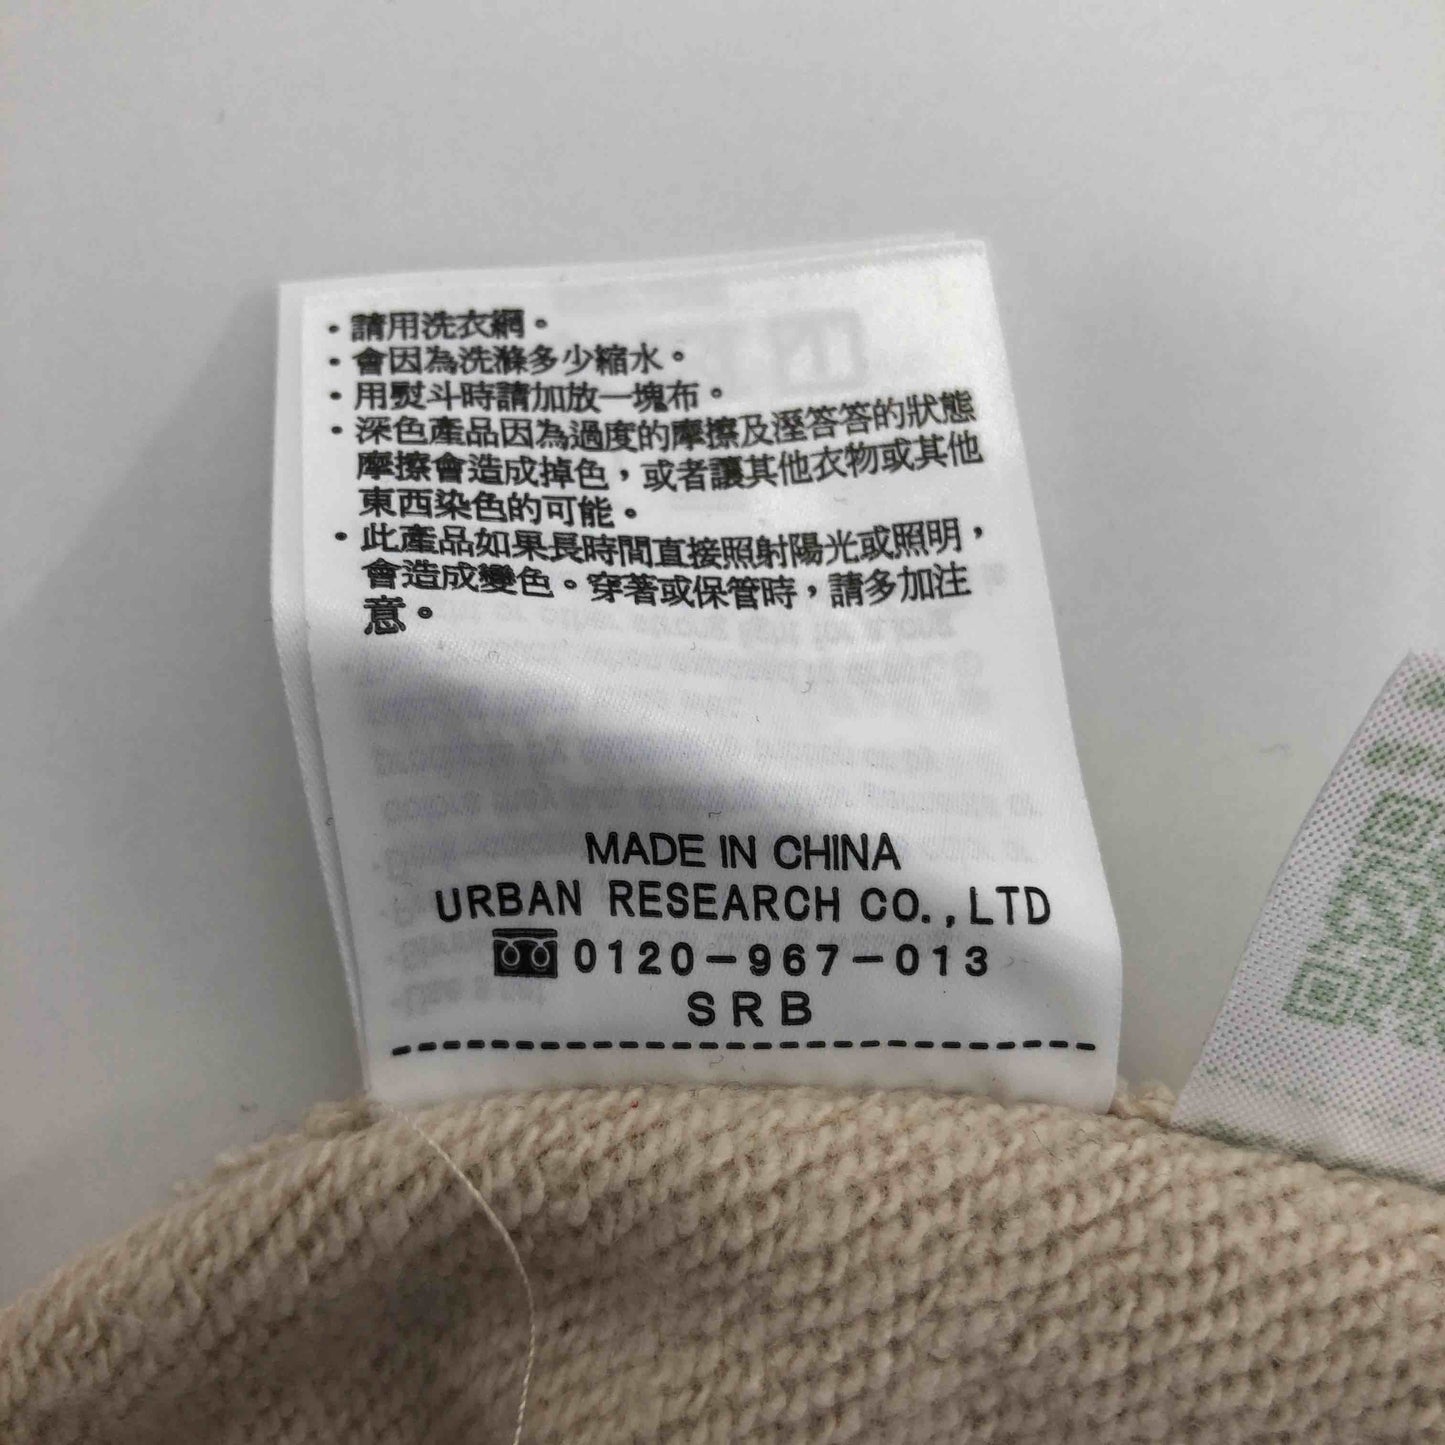 ・請用洗衣網。
・會因為洗滌多少縮水。
・用熨斗時請加放一塊布。
・深色產品因為過度的摩擦及溼答答的狀態
摩擦會造成掉色，或者讓其他衣物或其他
東西染色的可能。
・此產品如果長時間直接照射陽光或照明，
會造成變色。穿著或保管時，請多加注
意。
MADE IN CHINA
URBAN RESEARCH CO.,LTD
0120-967-013
SRB